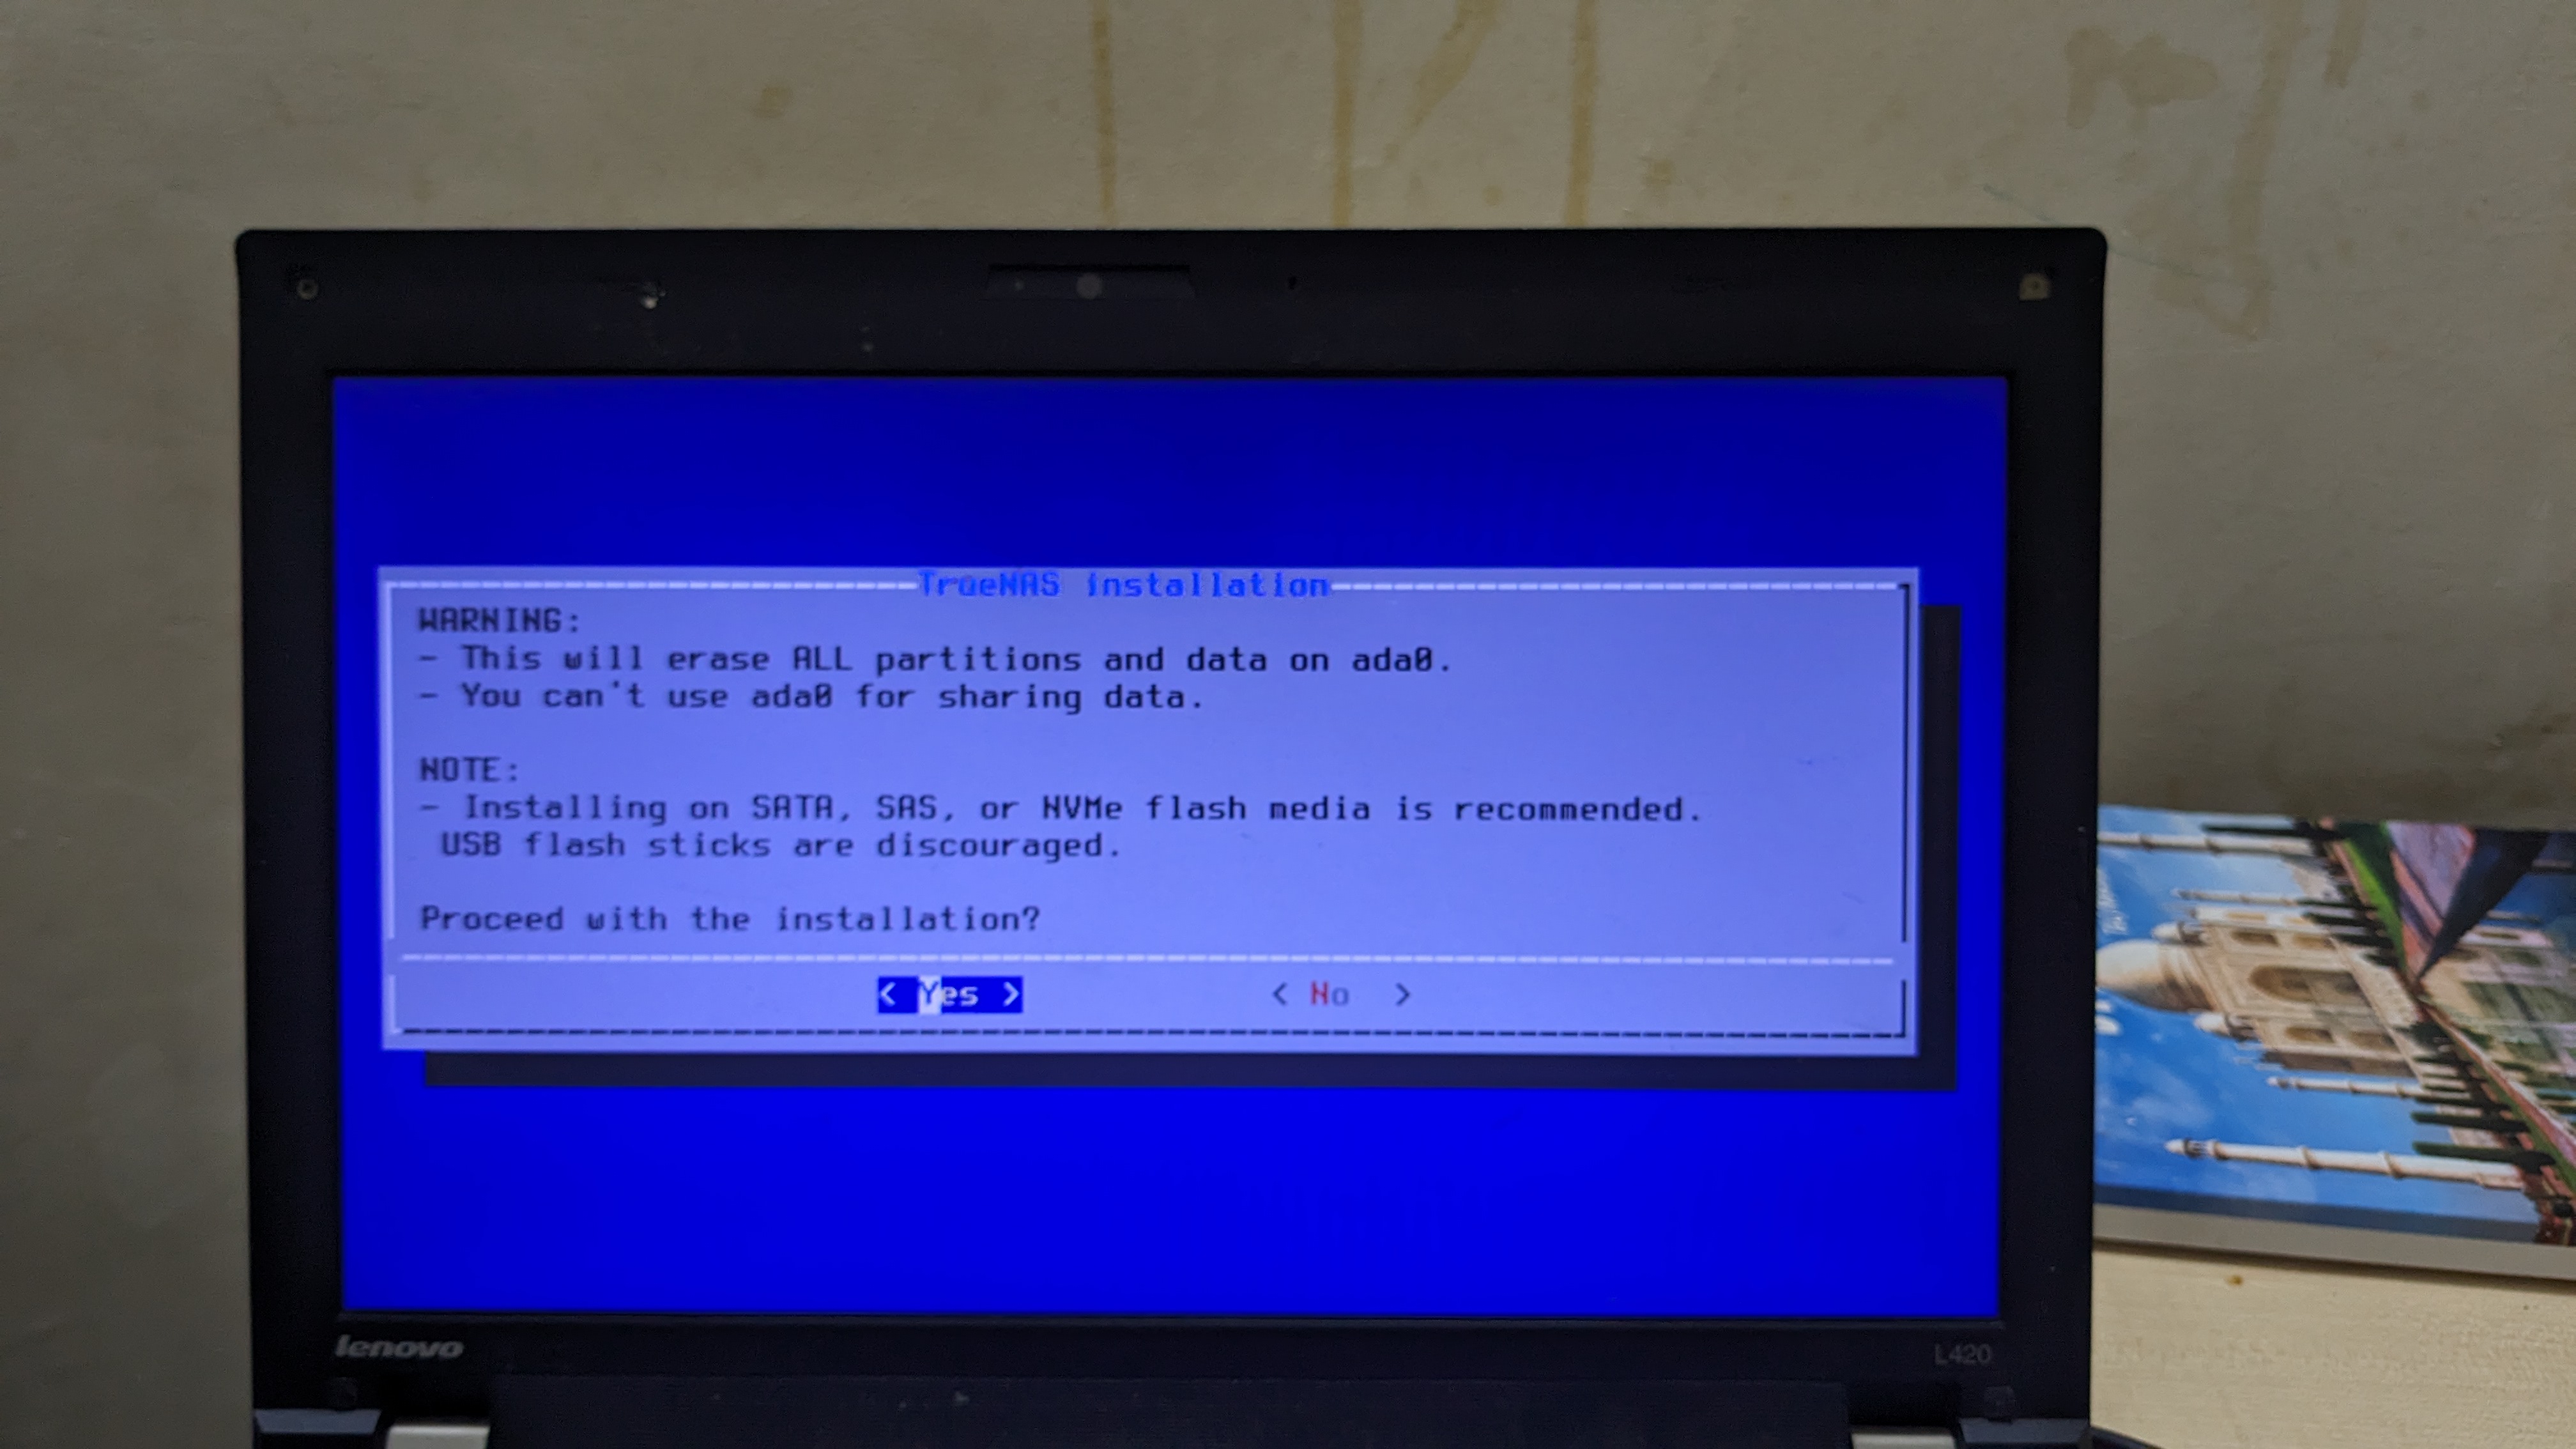 TrueNAS installation
WARNING:
- This will erase ALL partitions and data on ada0.
- You can't use ada0 for sharing data.
NOTE:
- Installing on SATA, SAS, or NVMe flash media is recommended.
USB flash sticks are discouraged.
Proceed with the installation?
< Yes > < No >
lenovo L420